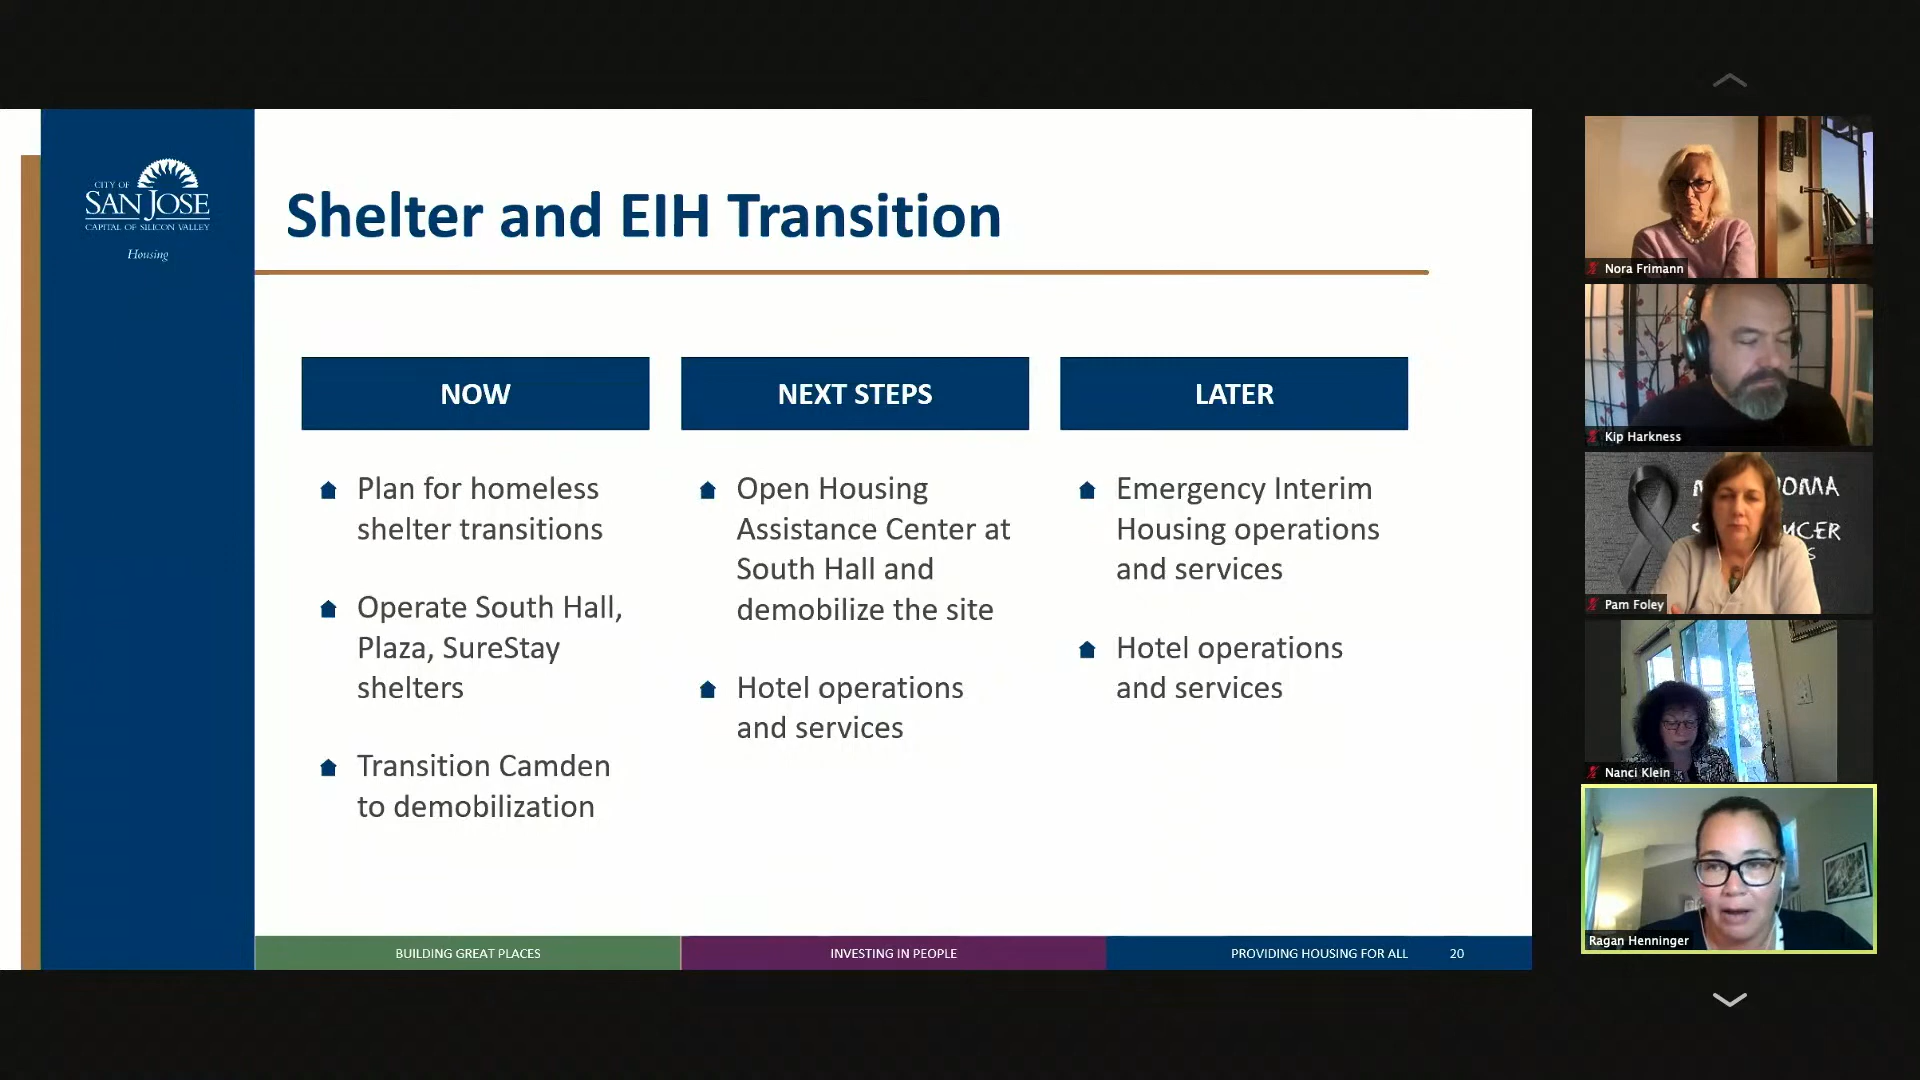 CITY OF
SAN JOSE
CAPITAL OF SILICON VALLEY
Housing
Shelter and EIH Transition
NOW
Plan for homeless
shelter transitions
Operate South Hall,
Plaza, SureStay
shelters
Transition Camden
to demobilization
NEXT STEPS
Open Housing
Assistance Center at
South Hall and
demobilize the site
Hotel operations
and services
LATER
Emergency Interim
Housing operations
and services
Hotel operations
and services
BUILDING GREAT PLACES
INVESTING IN PEOPLE
PROVIDING HOUSING FOR ALL
20
Nora Frimann
Kip Harkness
Pam Foley
Nanci Klein
Ragan Henninger